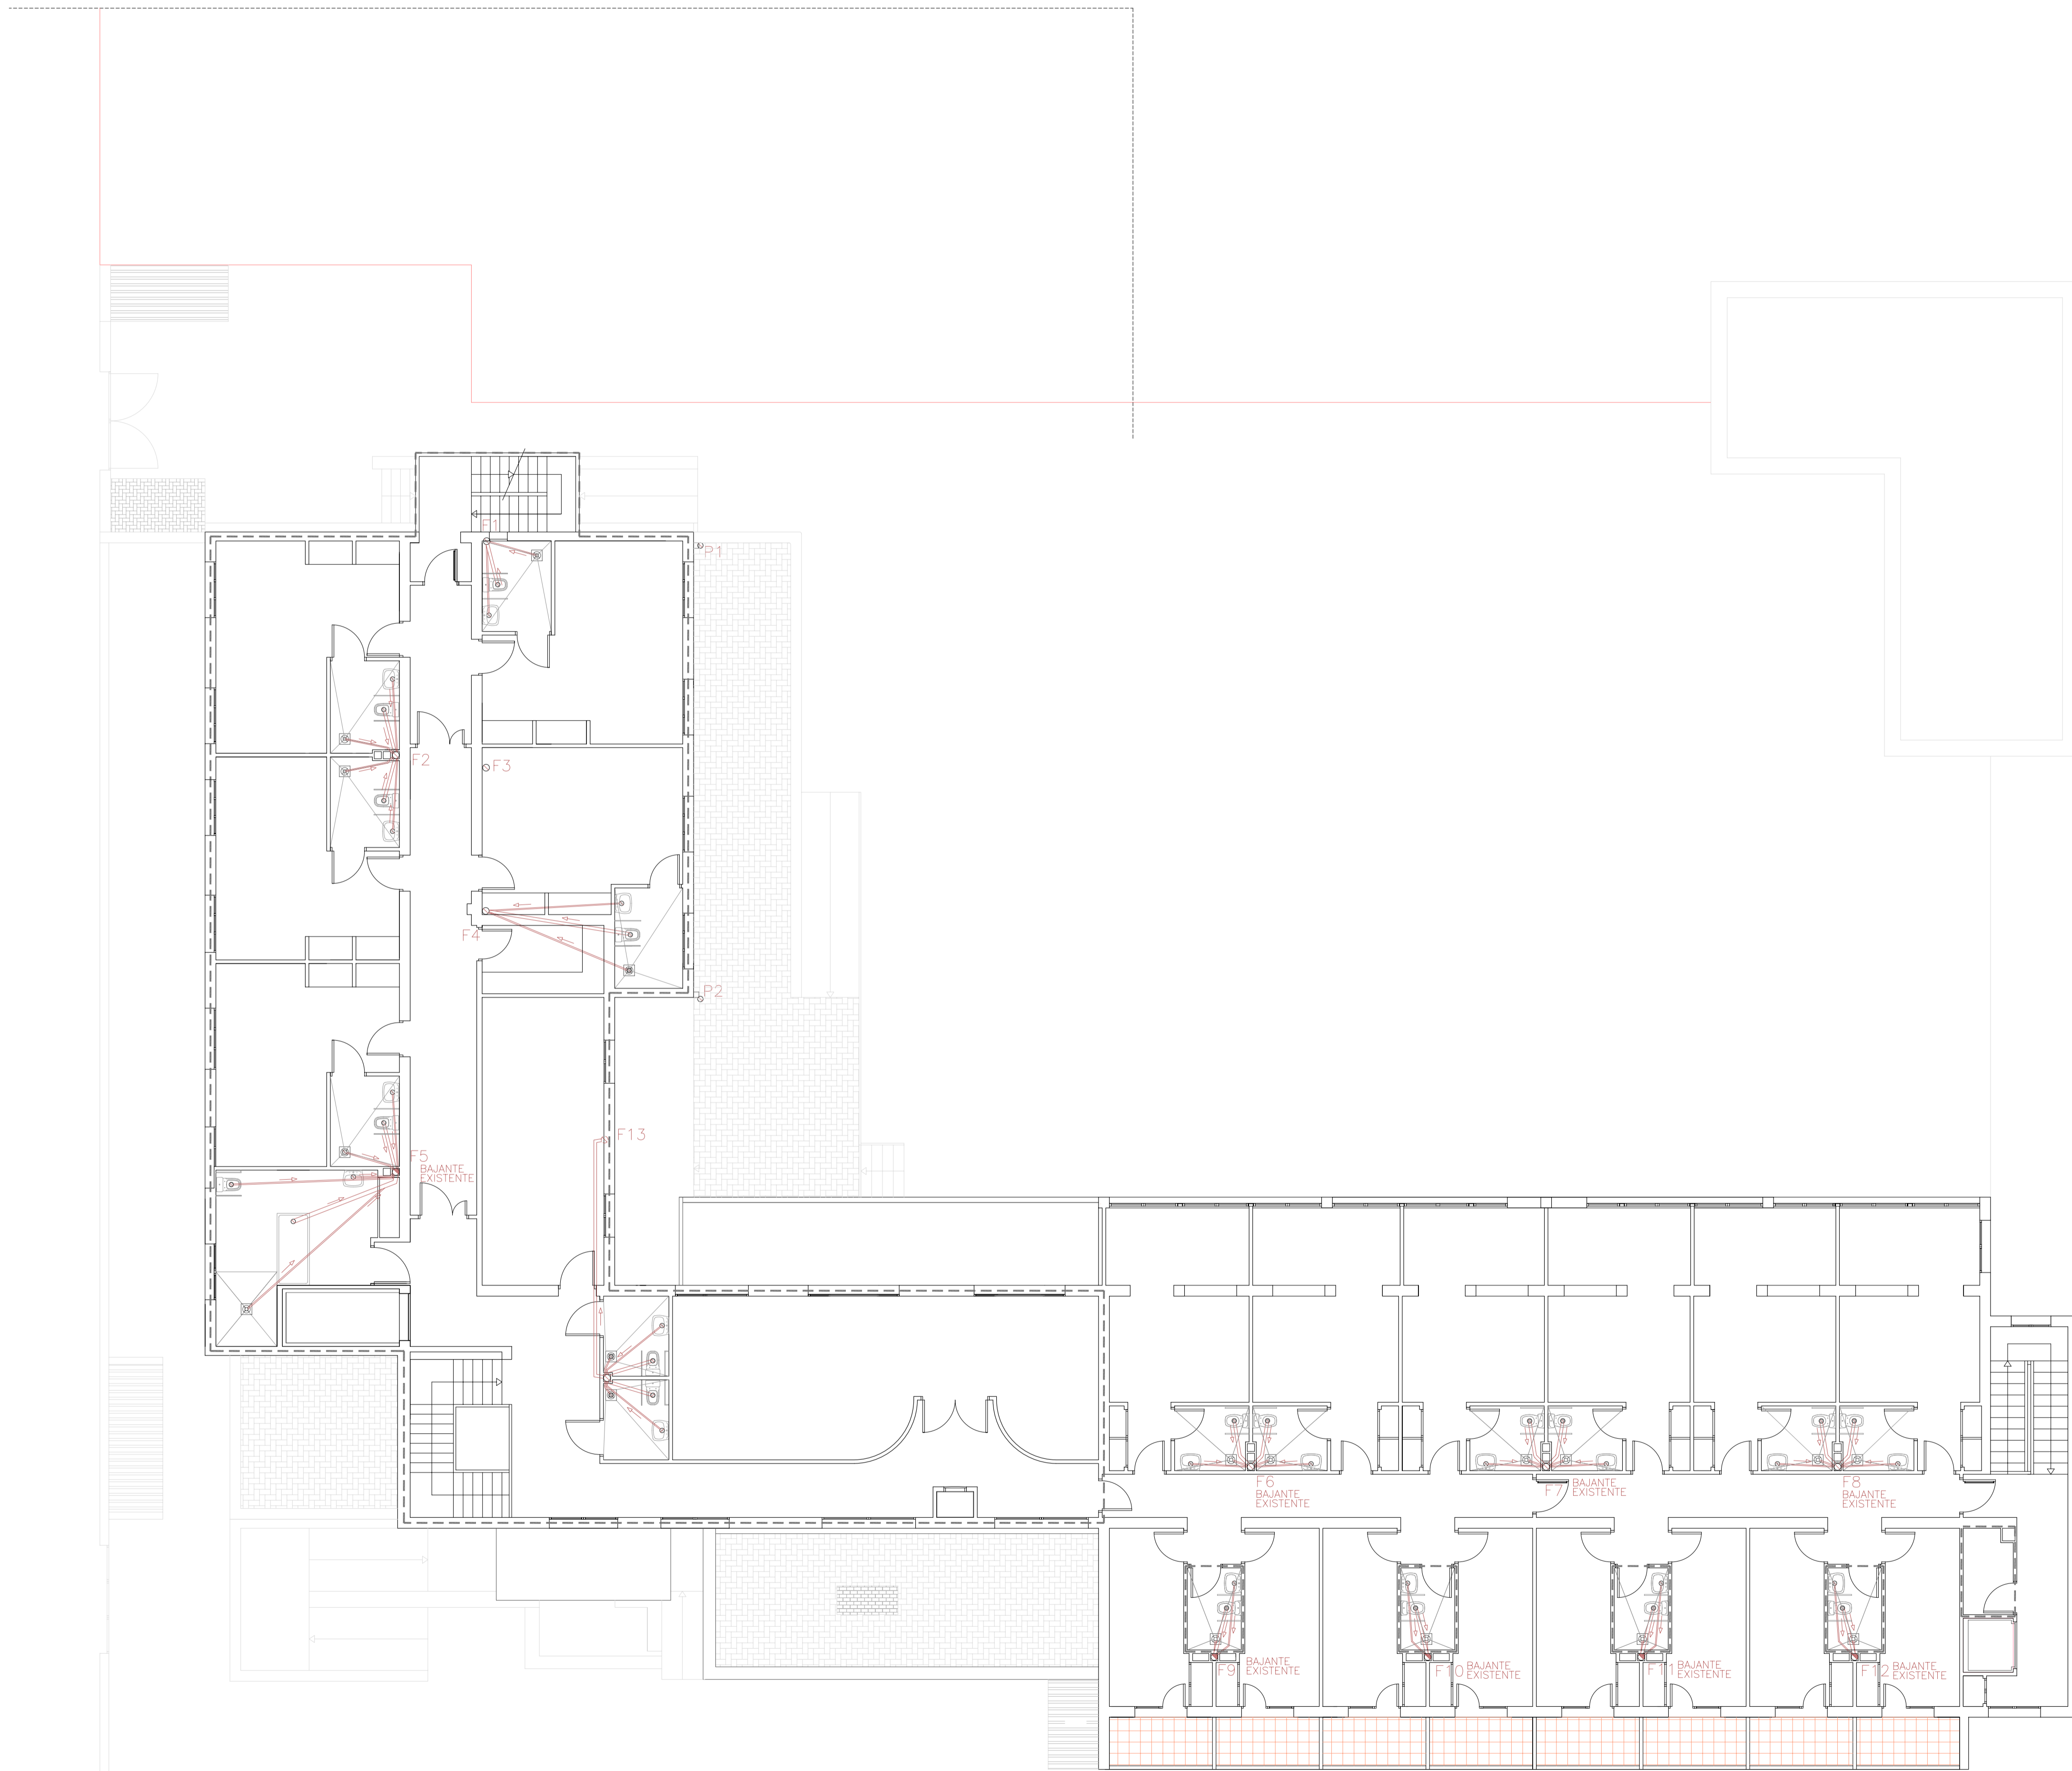 F1
P1
F2
F3
F4
P2
F13
F5
BAJANTE
EXISTENTE
F6
BAJANTE
EXISTENTE
F7
BAJANTE
EXISTENTE
F8
BAJANTE
EXISTENTE
F9
BAJANTE
EXISTENTE
F10
BAJANTE
EXISTENTE
F11
BAJANTE
EXISTENTE
F12
BAJANTE
EXISTENTE